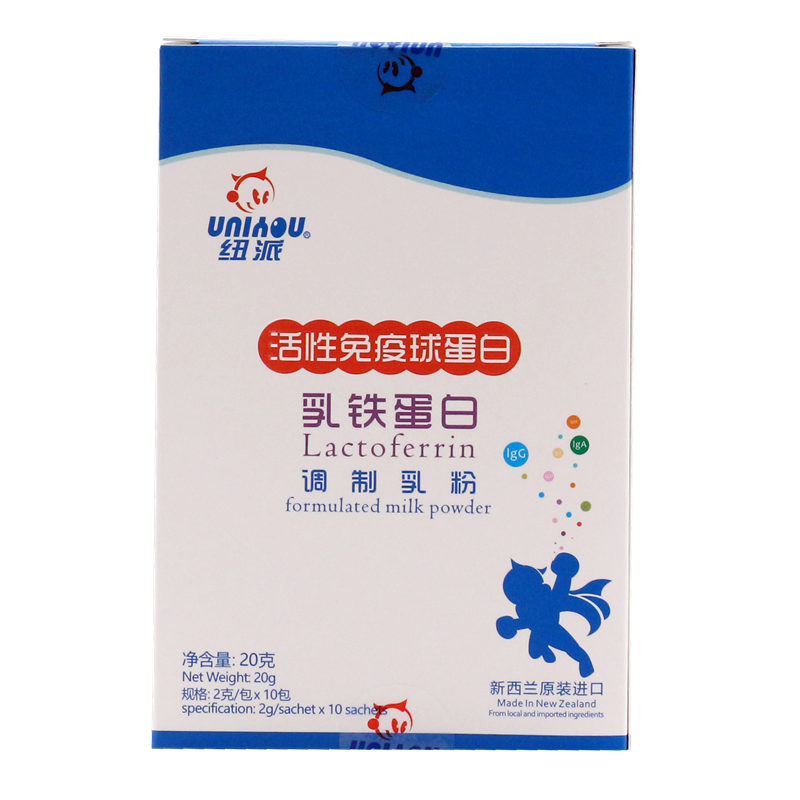 UNIHOU®
纽派
活性免疫球蛋白
乳铁蛋白
Lactoferrin
IgG
IgA
调制乳粉
formulated milk powder
净含量: 20克
Net Weight: 20g
规格: 2克/包 x 10包
specification: 2g/sachet x 10 sachets
新西兰原装进口
Made In New Zealand
From local and imported ingredients